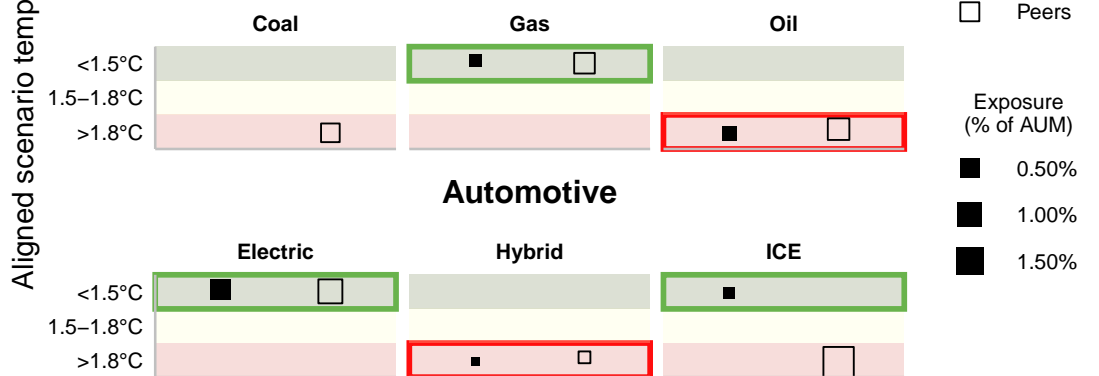 Aligned scenario temp
Coal
Gas
Oil
<1.5°C
1.5–1.8°C
>1.8°C
Automotive
Electric
Hybrid
ICE
<1.5°C
1.5–1.8°C
>1.8°C
Peers
Exposure
(% of AUM)
0.50%
1.00%
1.50%